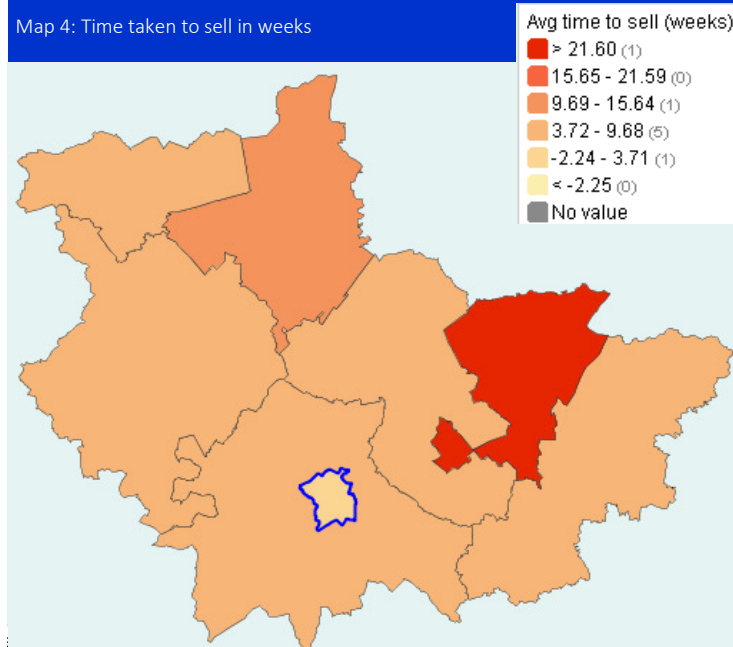 Map 4: Time taken to sell in weeks
Avg time to sell (weeks)
> 21.60 (1)
15.65 - 21.59 (0)
9.69 - 15.64 (1)
3.72 - 9.68 (5)
-2.24 - 3.71 (1)
< -2.25 (0)
No value